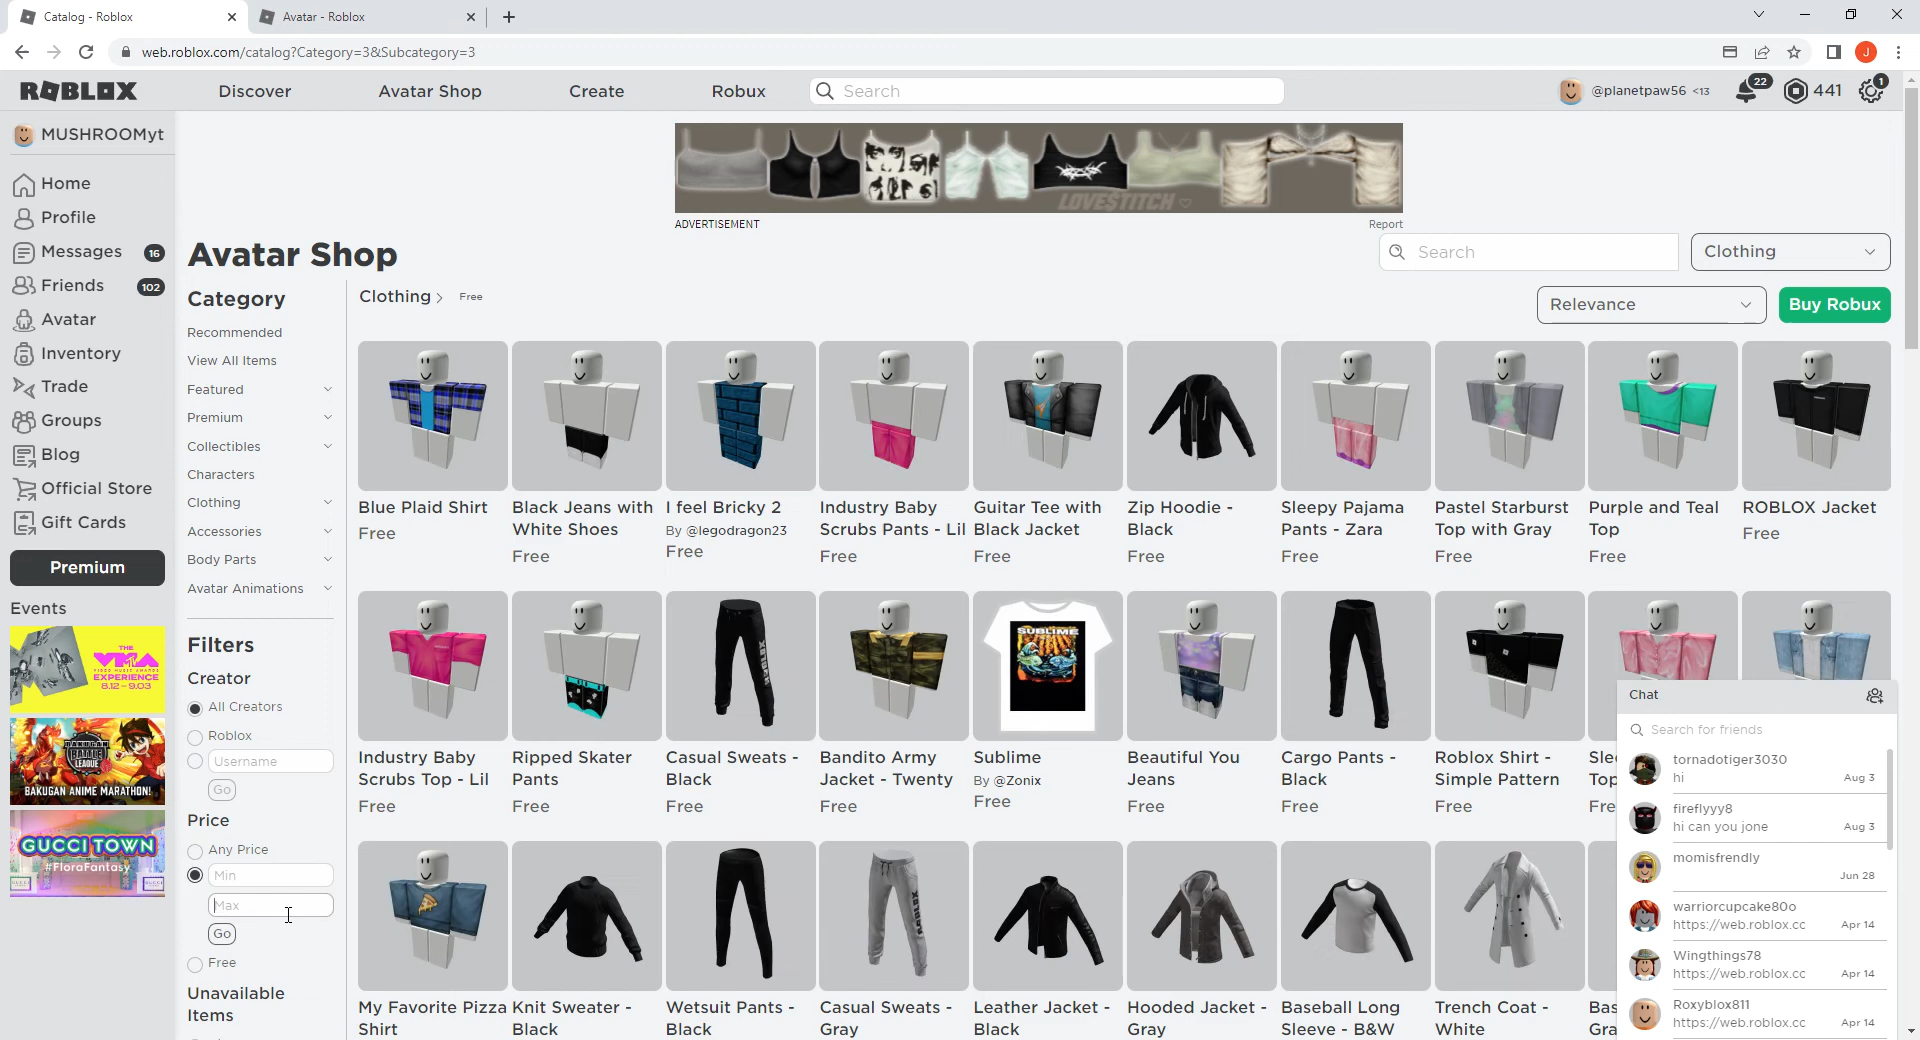 Catalog - Roblox
Avatar - Roblox
web.roblox.com/catalog?Category=3&Subcategory=3
J
ROBLOX
Discover
Avatar Shop
Create
Robux
Search
@planetpaw56 <13
22
441
1
MUSHROOMyt
Home
Profile
Messages 16
Friends 102
Avatar
Inventory
Trade
Groups
Blog
Official Store
Gift Cards
Premium
Events
THE
VMA
EXPERIENCE
8.12 - 9.03
BAKUGAN
BATTLE
LEAGUE
BAKUGAN ANIME MARATHON!
GUCCI TOWN
#FloraFantasy
LOVESTITCH ♡
ADVERTISEMENT
Report
Avatar Shop
Search
Clothing
Category
Recommended
View All Items
Featured
Premium
Collectibles
Characters
Clothing
Accessories
Body Parts
Avatar Animations
Filters
Creator
All Creators
Roblox
Username
Go
Price
Any Price
Min
Max
Go
Free
Unavailable
Items
Clothing > Free
Relevance
Buy Robux
Blue Plaid Shirt
Free
Black Jeans with
White Shoes
Free
I feel Bricky 2
By @legodragon23
Free
Industry Baby
Scrubs Pants - Lil
Free
Guitar Tee with
Black Jacket
Free
Zip Hoodie -
Black
Free
Sleepy Pajama
Pants - Zara
Free
Pastel Starburst
Top with Gray
Free
Purple and Teal
Top
Free
ROBLOX Jacket
Free
Industry Baby
Scrubs Top - Lil
Free
Ripped Skater
Pants
Free
ROBLOX
Casual Sweats -
Black
Free
Bandito Army
Jacket - Twenty
Free
SUBLIME
Sublime
By @Zonix
Free
Beautiful You
Jeans
Free
Cargo Pants -
Black
Free
Roblox Shirt -
Simple Pattern
Free
Slee
Top
Free
My Favorite Pizza
Shirt
Knit Sweater -
Black
Wetsuit Pants -
Black
ROBLOX
Casual Sweats -
Gray
Leather Jacket -
Black
Hooded Jacket -
Gray
Baseball Long
Sleeve - B&W
Trench Coat -
White
Bas
Gra
Chat
Search for friends
tornadotiger3030
hi
Aug 3
fireflyyy8
hi can you jone
Aug 3
momisfrendly
Jun 28
warriorcupcake80o
https://web.roblox.cc
Apr 14
Wingthings78
https://web.roblox.cc
Apr 14
Roxyblox811
https://web.roblox.cc
Apr 14